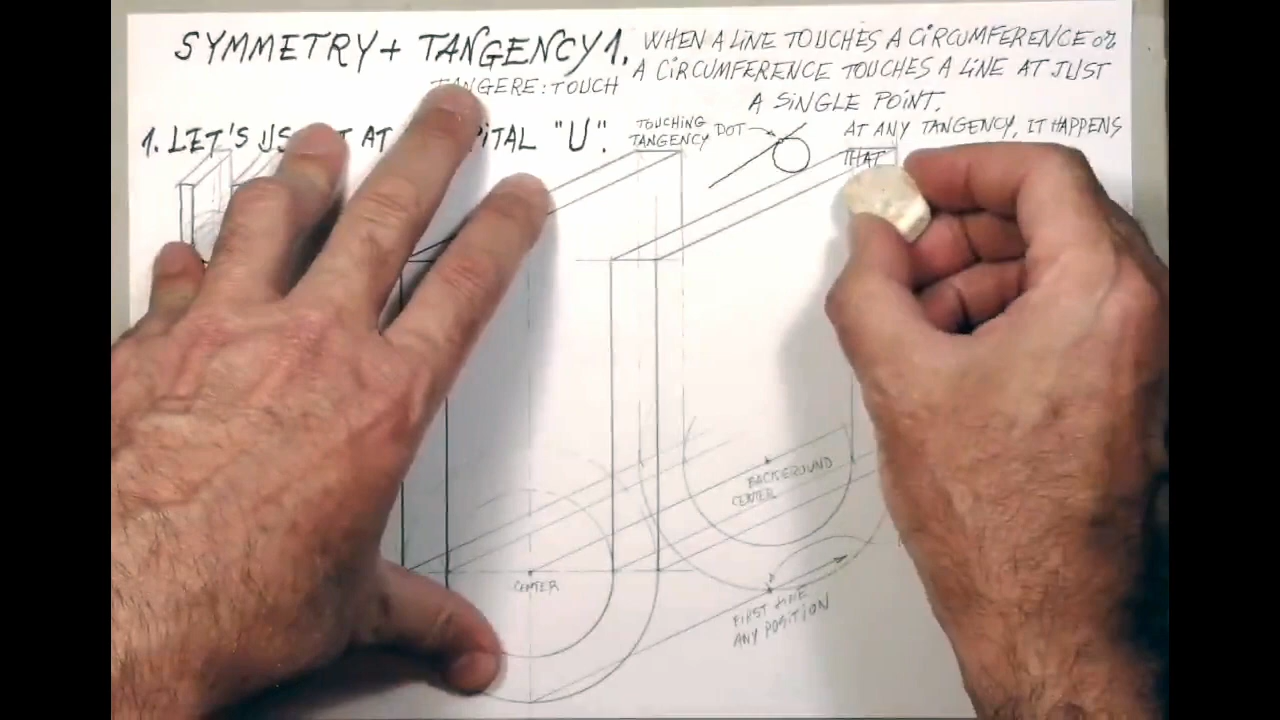 SYMMETRY + TANGENCY 1.
TANGERE: TOUCH
WHEN A LINE TOUCHES A CIRCUMFERENCE or
A CIRCUMFERENCE TOUCHES A LINE AT JUST
A SINGLE POINT.
1. LET'S AT "U".
TOUCHING
TANGENCY DOT
AT ANY TANGENCY, IT HAPPENS
THAT
BACKGROUND
CENTER
CENTER
FIRST LINE
ANY POSITION